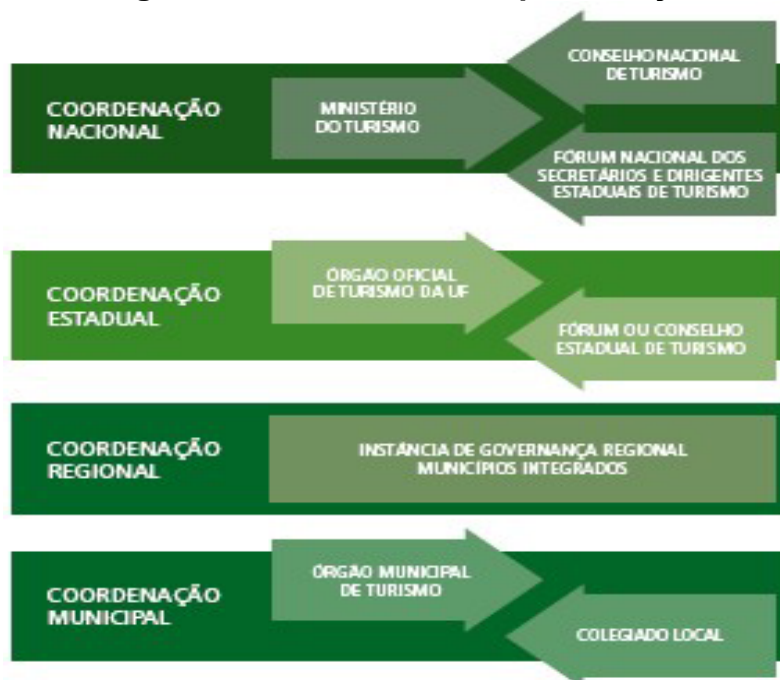 COORDENAÇÃO
NACIONAL
MINISTÉRIO
DO TURISMO
CONSELHO NACIONAL
DE TURISMO
FÓRUM NACIONAL DOS
SECRETÁRIOS E DIRIGENTES
ESTADUAIS DE TURISMO
COORDENAÇÃO
ESTADUAL
ÓRGÃO OFICIAL
DE TURISMO DA UF
FÓRUM OU CONSELHO
ESTADUAL DE TURISMO
COORDENAÇÃO
REGIONAL
INSTÂNCIA DE GOVERNANÇA REGIONAL
MUNICÍPIOS INTEGRADOS
COORDENAÇÃO
MUNICIPAL
ÓRGÃO MUNICIPAL
DE TURISMO
COLEGIADO LOCAL